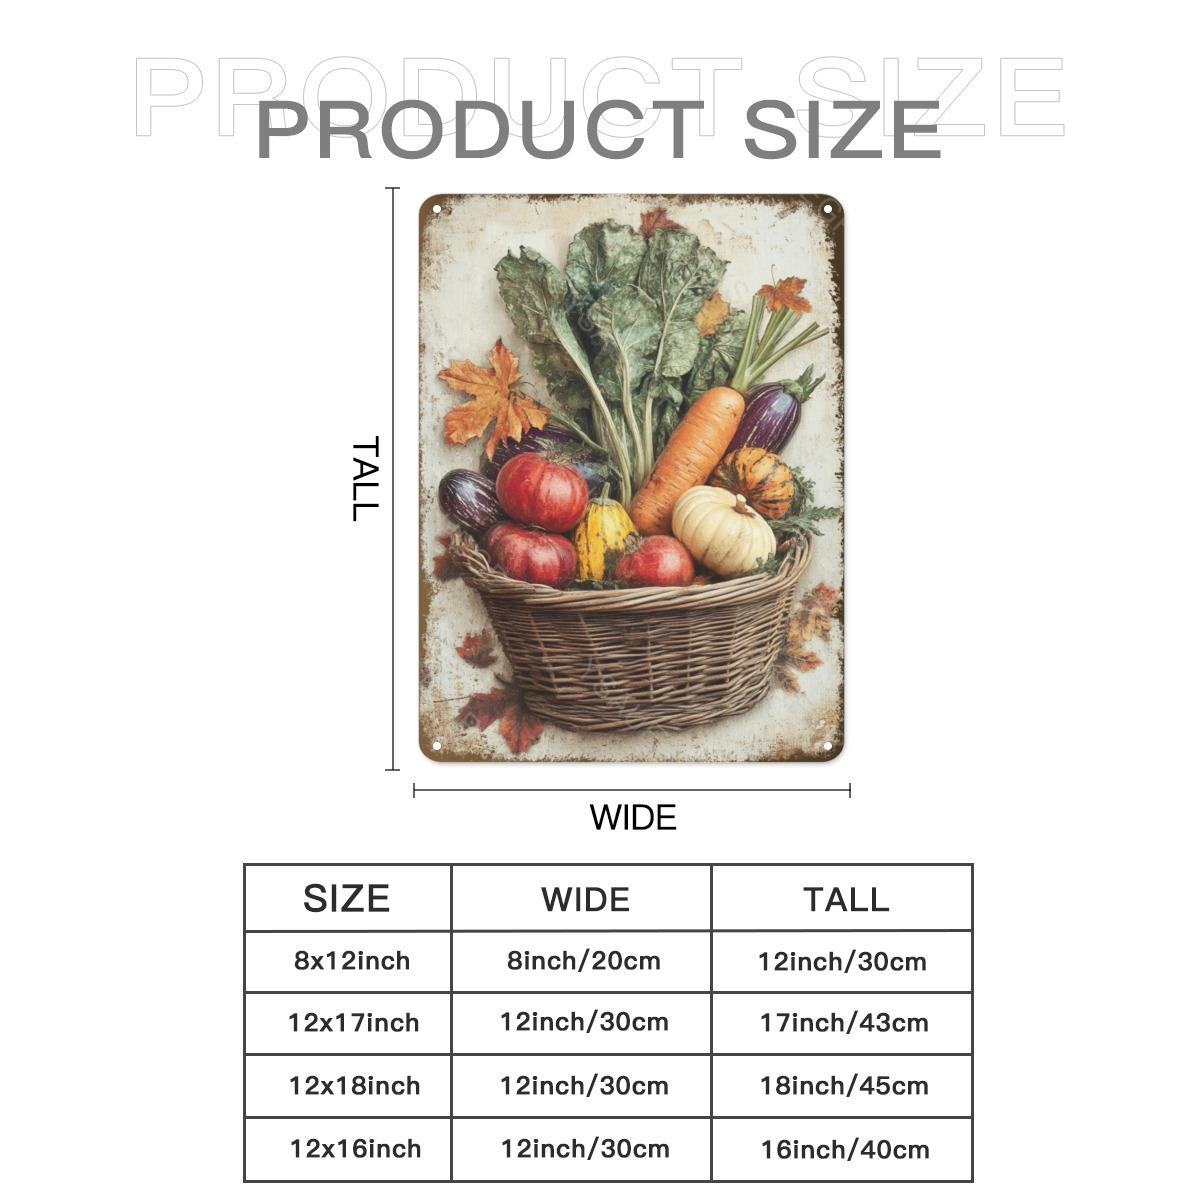 PRODUCT SIZE
PRODUCT SIZE
TALL
WIDE
SIZE WIDE TALL
8x12inch 8inch/20cm 12inch/30cm
12x17inch 12inch/30cm 17inch/43cm
12x18inch 12inch/30cm 18inch/45cm
12x16inch 12inch/30cm 16inch/40cm